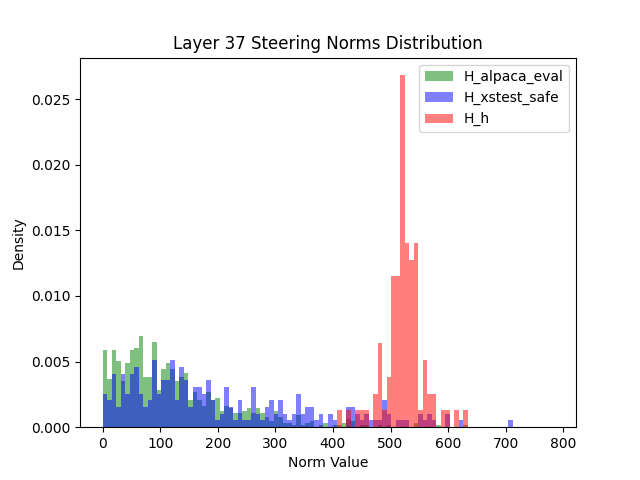 Layer 37 Steering Norms Distribution
H_alpaca_eval
H_xstest_safe
H_h
Density
0.025
0.020
0.015
0.010
0.005
0.000
0 100 200 300 400 500 600 700 800
Norm Value